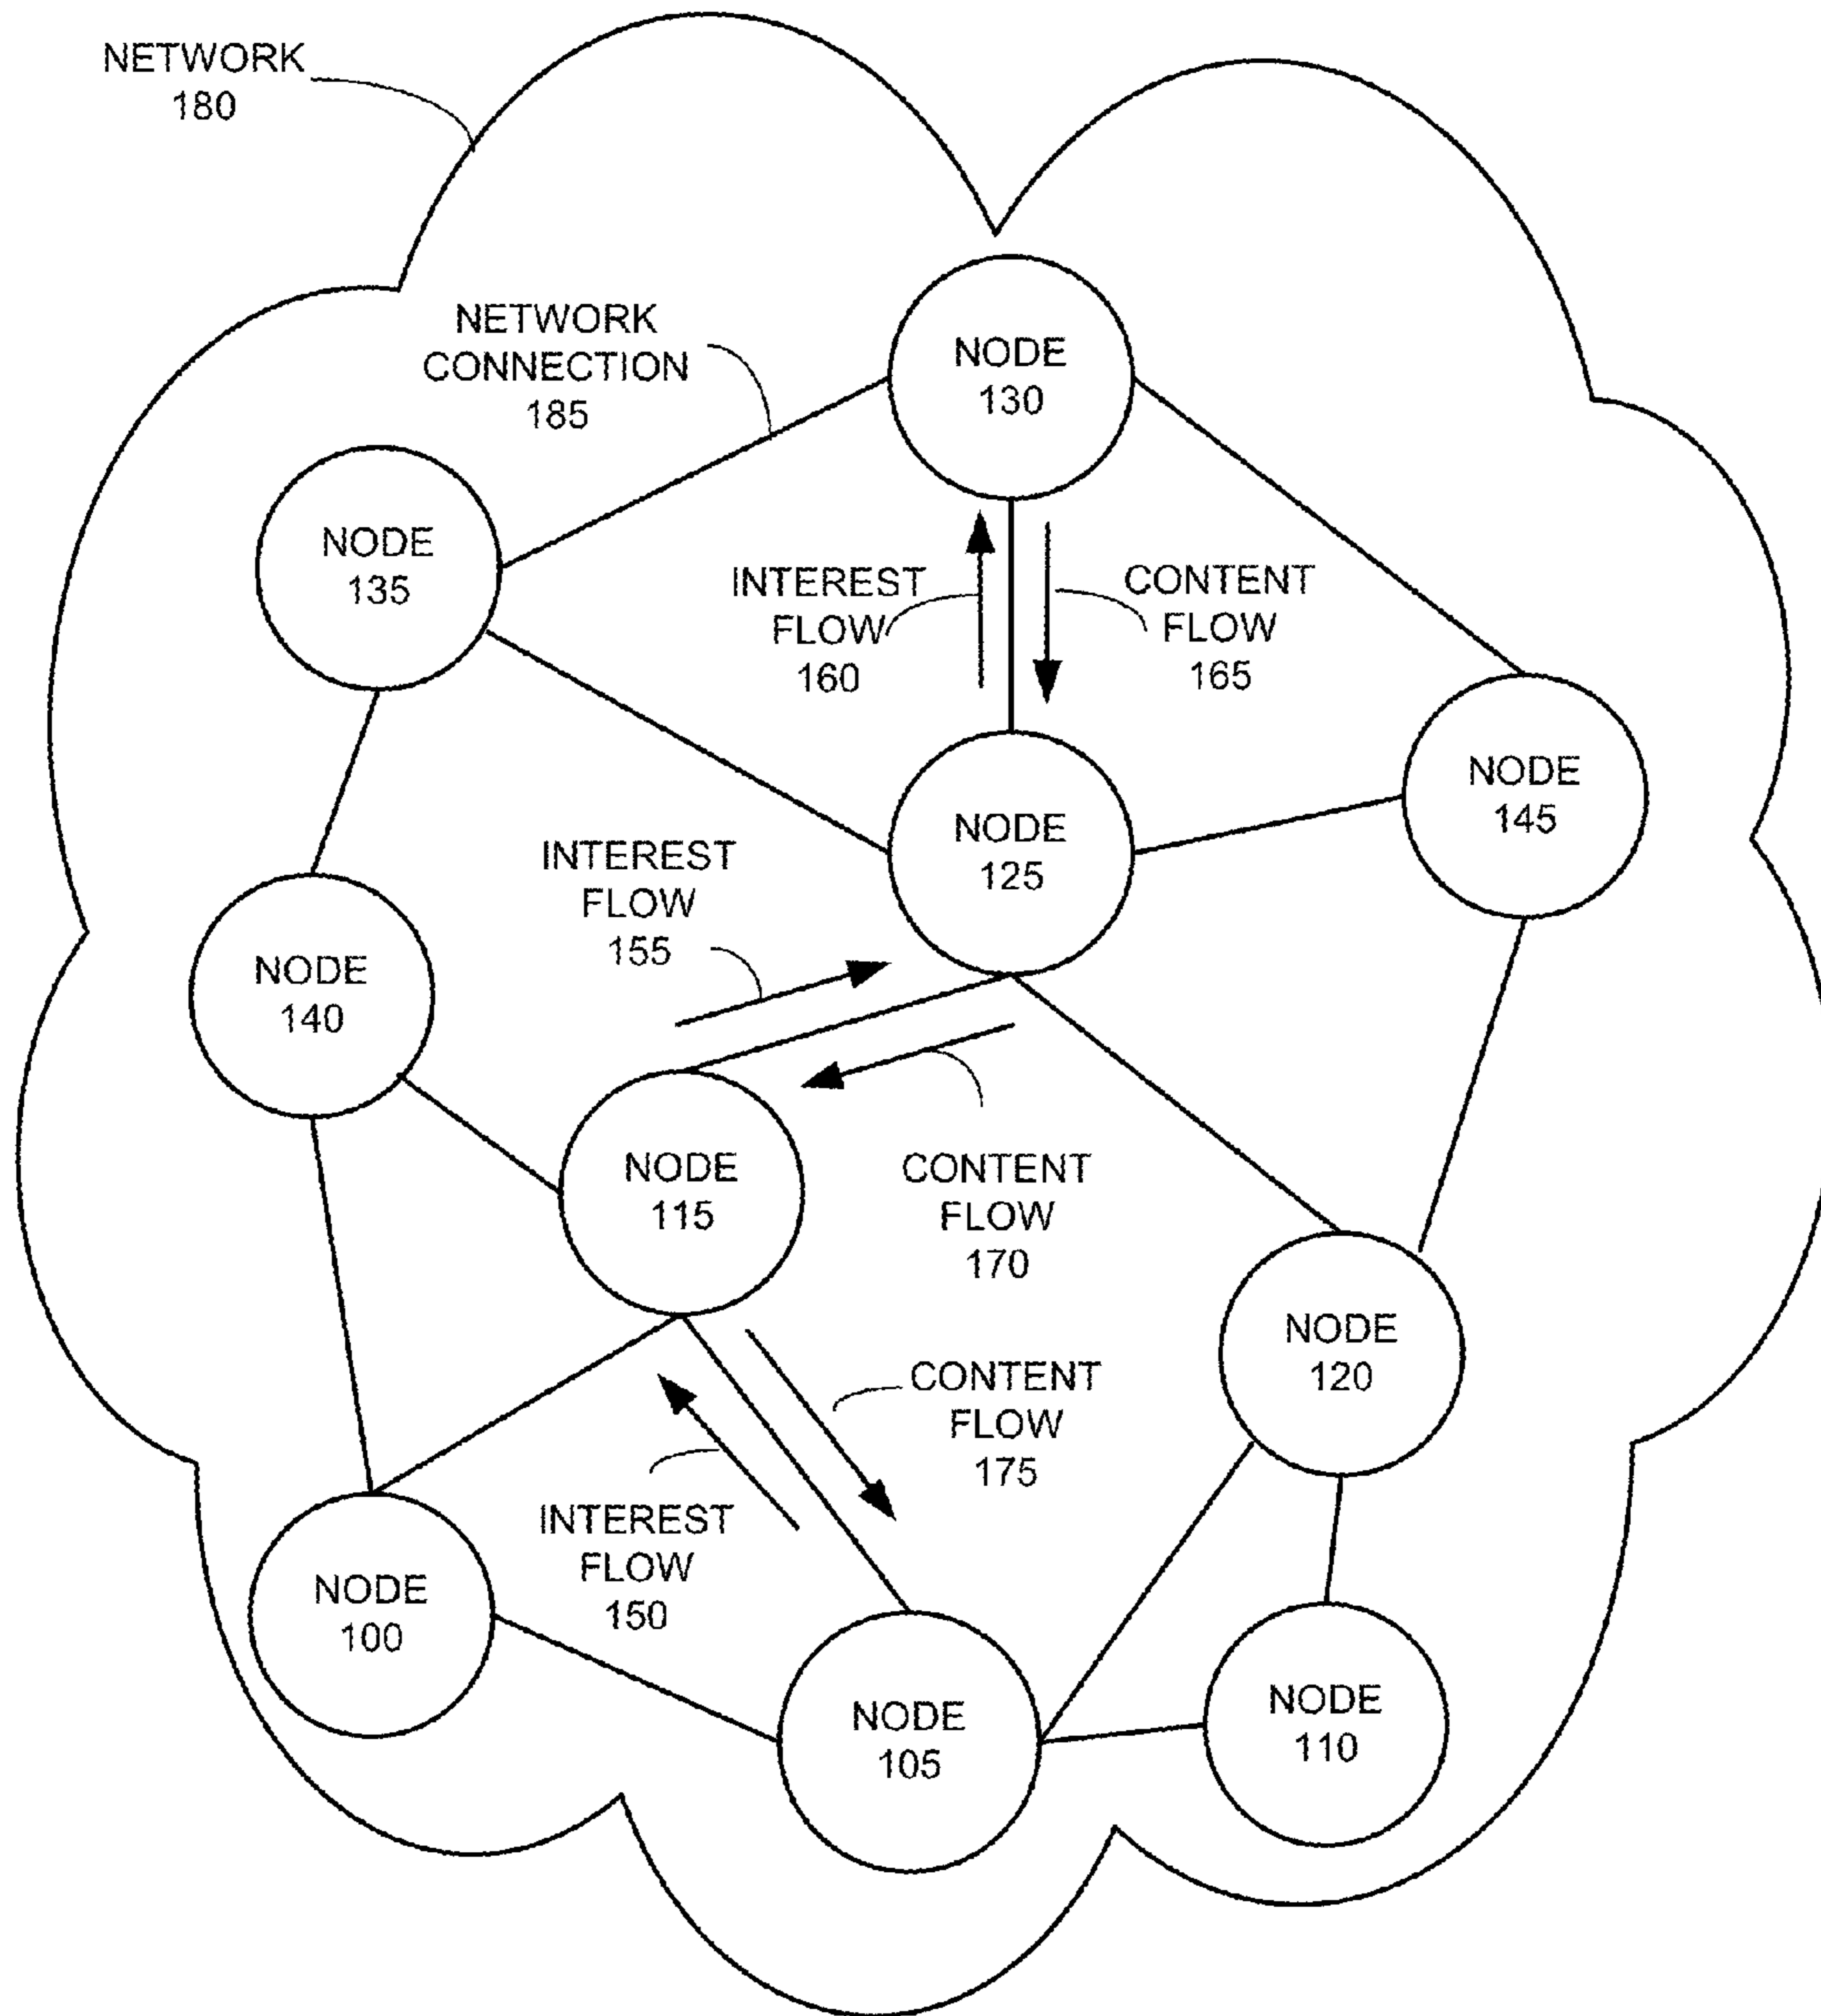 NETWORK
180
NETWORK
CONNECTION
185
NODE
130
NODE
135
INTEREST
FLOW
160
CONTENT
FLOW
165
NODE
145
NODE
125
INTEREST
FLOW
155
NODE
140
NODE
115
CONTENT
FLOW
170
NODE
120
CONTENT
FLOW
175
INTEREST
FLOW
150
NODE
100
NODE
105
NODE
110